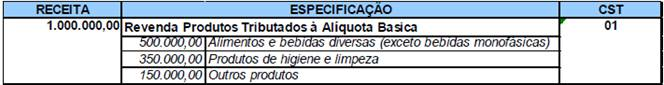 RECEITA ESPECIFICAÇÃO CST
1.000.000,00 Revenda Produtos Tributados à Aliquota Basica 01
500.000,00 Alimentos e bebidas diversas (exceto bebidas monofásicas)
350.000,00 Produtos de higiene e limpeza
150.000,00 Outros produtos